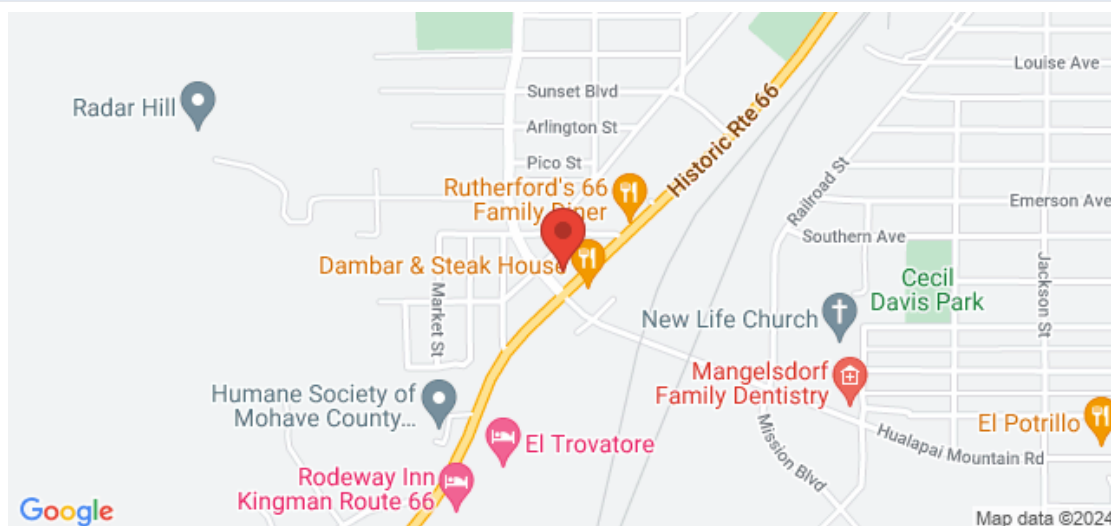 Louise Ave
Sunset Blvd
Radar Hill
Arlington St
Historic Rte 66
Pico St
Railroad St
Rutherford's 66
Family Diner
Emerson Ave
Southern Ave
Dambar & Steak House
Cecil
Davis Park
Jackson St
Market St
New Life Church
Mangelsdorf
Family Dentistry
Humane Society of
Mohave County...
El Potrillo
Mission Blvd
Hualapai Mountain Rd
El Trovatore
Rodeway Inn
Kingman Route 66
Google
Map data ©2024